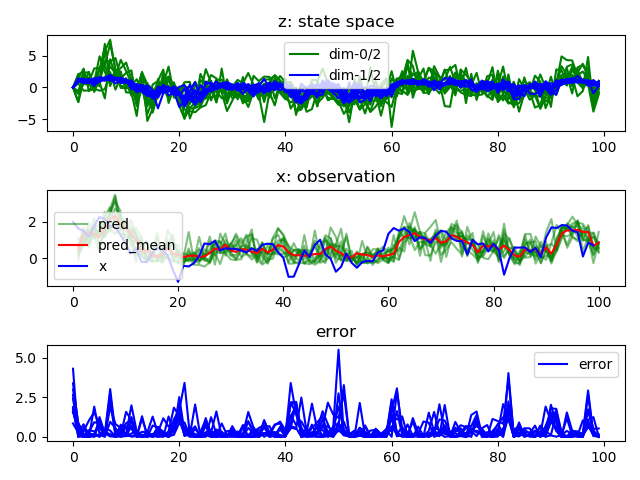 z: state space
5
0
−5
dim-0/2
dim-1/2
0 20 40 60 80 100
x: observation
2
0
pred
pred_mean
x
0 20 40 60 80 100
error
5.0
2.5
0.0
error
0 20 40 60 80 100